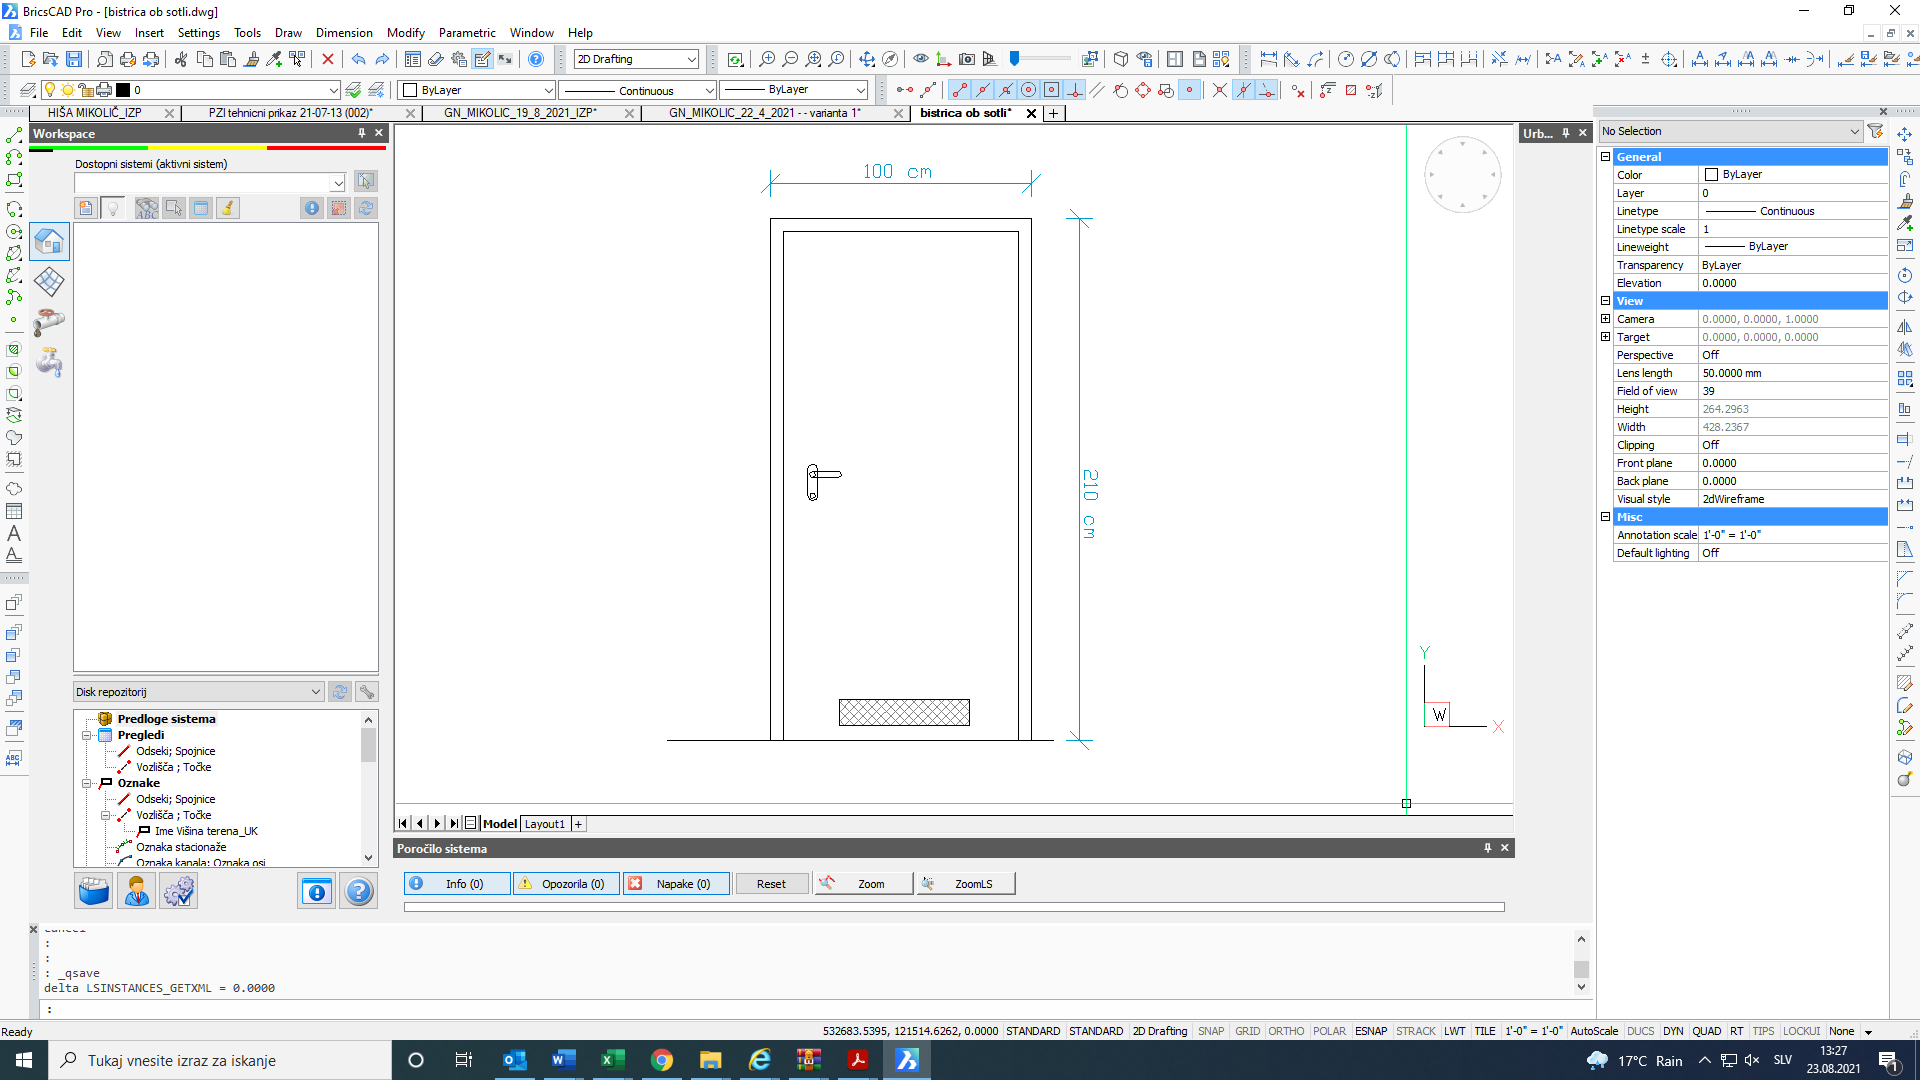 BricsCAD Pro - [bistrica ob sotli.dwg]
File Edit View Insert Settings Tools Draw Dimension Modify Parametric Window Help
2D Drafting
0 ByLayer Continuous ByLayer
HIŠA MIKOLIČ_IZP PZI tehnicni prikaz 21-07-13 (002)* GN_MIKOLIC_19_8_2021_IZP* GN_MIKOLIC_22_4_2021 - - varianta 1* bistrica ob sotli*
Workspace
Dostopni sistemi (aktivni sistem)
Disk repozitorij
Predloge sistema
Pregledi
Odseki; Spojnice
Vozlišča ; Točke
Oznake
Odseki; Spojnice
Vozlišča ; Točke
Ime Višina terena_UK
Oznaka stacionaže
Oznaka kanala; Oznaka osi
100 cm
210 cm
Y
W X
Urb...
Model Layout1 +
Poročilo sistema
Info (0) Opozorila (0) Napake (0) Reset Zoom ZoomLS
No Selection
General
Color ByLayer
Layer 0
Linetype Continuous
Linetype scale 1
Lineweight ByLayer
Transparency ByLayer
Elevation 0.0000
View
Camera 0.0000, 0.0000, 1.0000
Target 0.0000, 0.0000, 0.0000
Perspective Off
Lens length 50.0000 mm
Field of view 39
Height 264.2963
Width 428.2367
Clipping Off
Front plane 0.0000
Back plane 0.0000
Visual style 2dWireframe
Misc
Annotation scale 1'-0" = 1'-0"
Default lighting Off
Cancel
:
:
: _qsave
delta LSINSTANCES_GETXML = 0.0000
:
Ready 532683.5395, 121514.6262, 0.0000 STANDARD STANDARD 2D Drafting SNAP GRID ORTHO POLAR ESNAP STRACK LWT TILE 1'-0" = 1'-0" AutoScale DUCS DYN QUAD RT TIPS LOCKUI None
Tukaj vnesite izraz za iskanje
17°C Rain SLV 13:27
23.08.2021
1